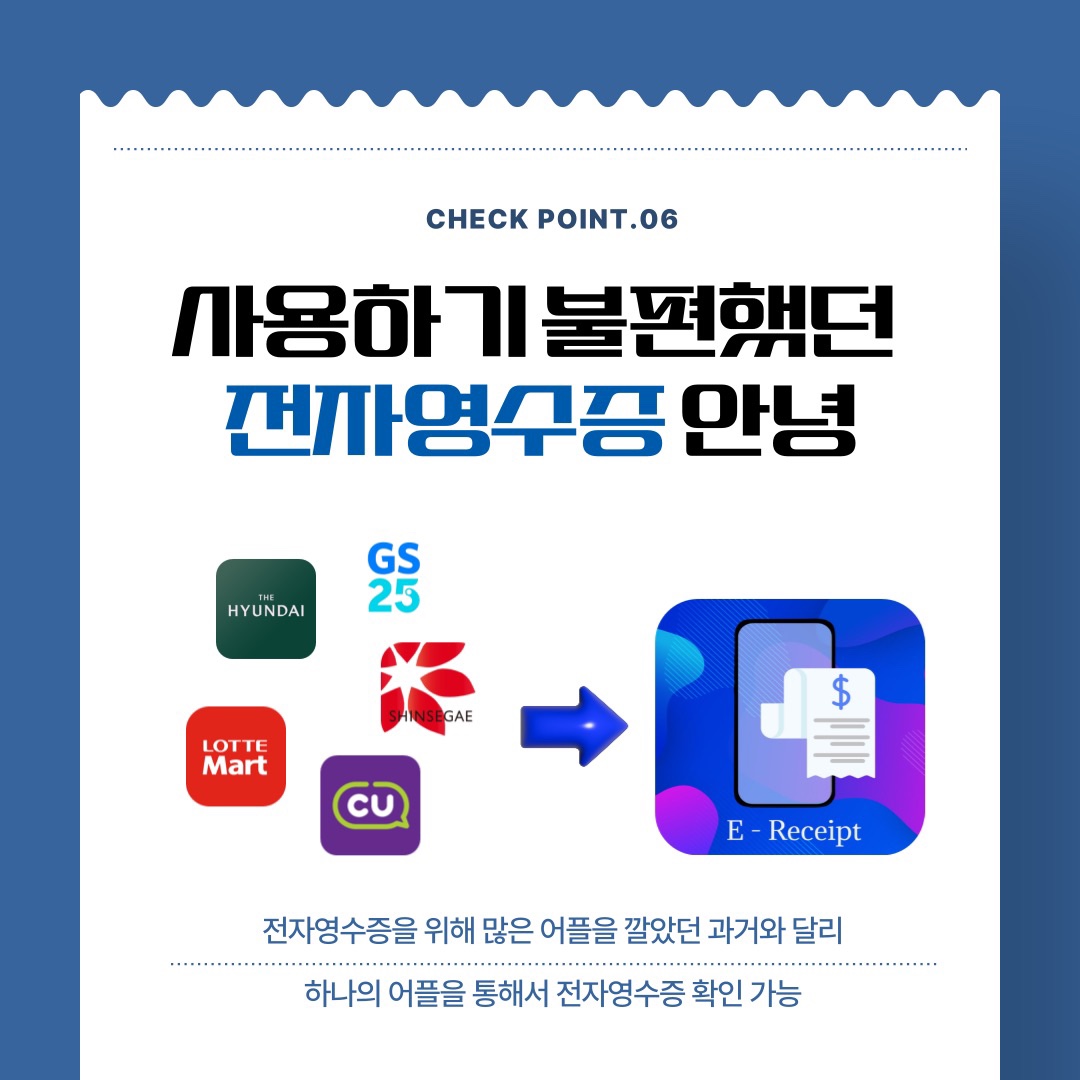 CHECK POINT.06
사용하기 불편했던
전자영수증 안녕
THE
HYUNDAI
GS
25
SHINSEGAE
LOTTE
Mart
CU
$
E - Receipt
전자영수증을 위해 많은 어플을 깔았던 과거와 달리
하나의 어플을 통해서 전자영수증 확인 가능